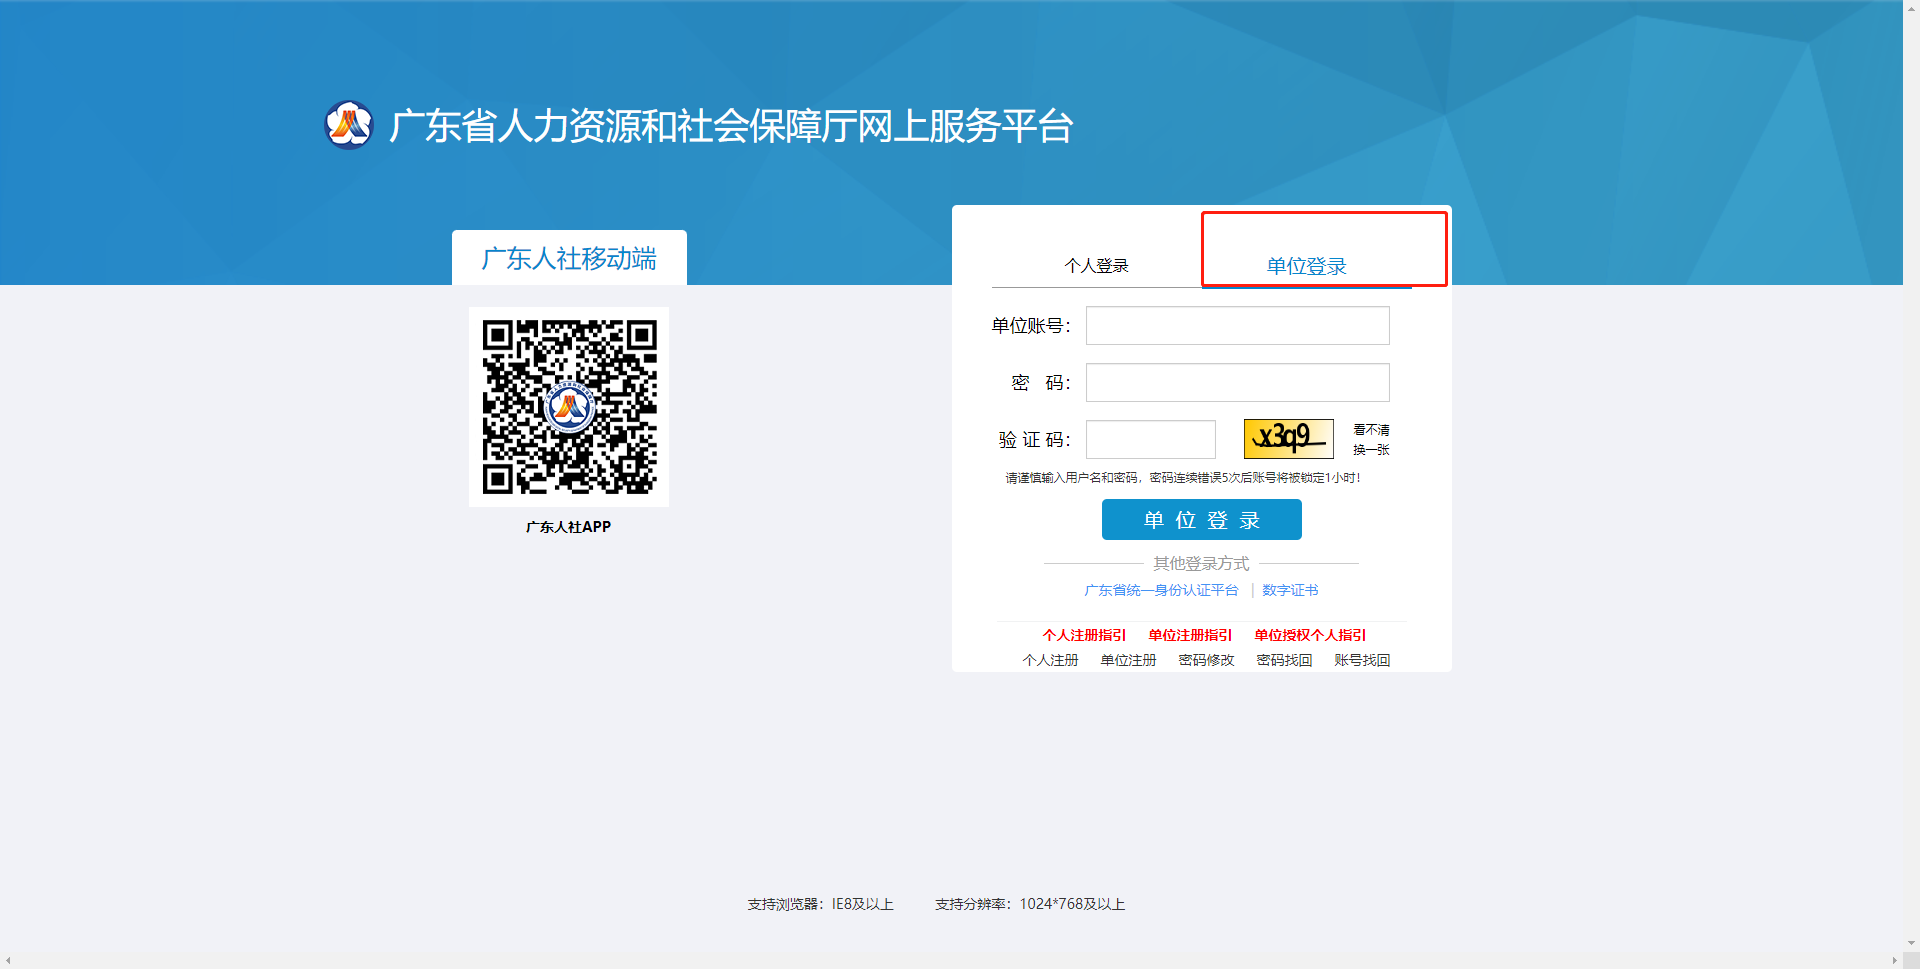 广东省人力资源和社会保障厅网上服务平台
广东人社移动端
广东人社APP
个人登录 单位登录
单位账号：
密 码：
验 证 码：
x3q9
看不清
换一张
请谨慎输入用户名和密码，密码连续错误5次后账号将被锁定1小时！
单 位 登 录
其他登录方式
广东省统一身份认证平台 | 数字证书
个人注册指引 单位注册指引 单位授权个人指引
个人注册 单位注册 密码修改 密码找回 账号找回
支持浏览器：IE8及以上 支持分辨率：1024*768及以上